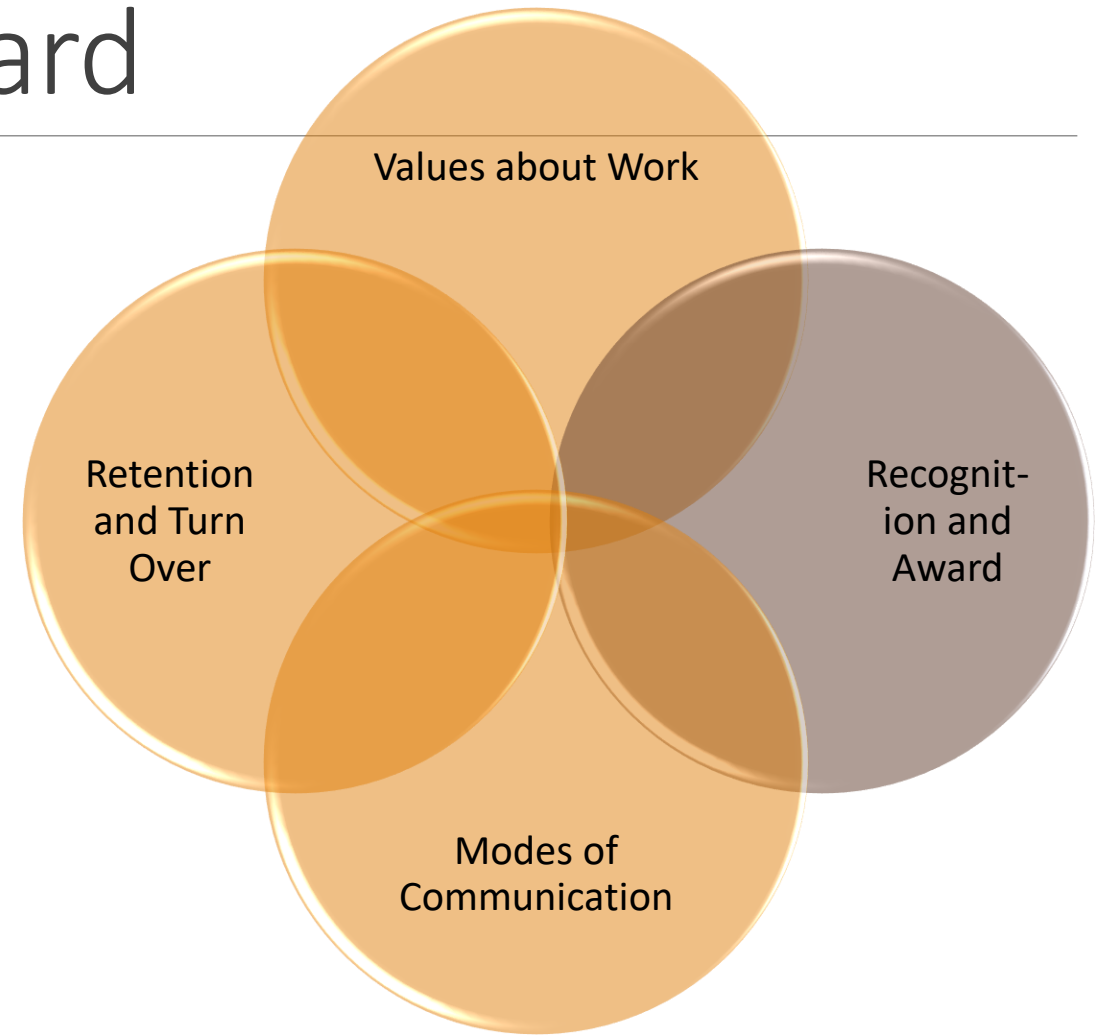 ard
Values about Work
Retention
and Turn
Over
Recognit-
ion and
Award
Modes of
Communication